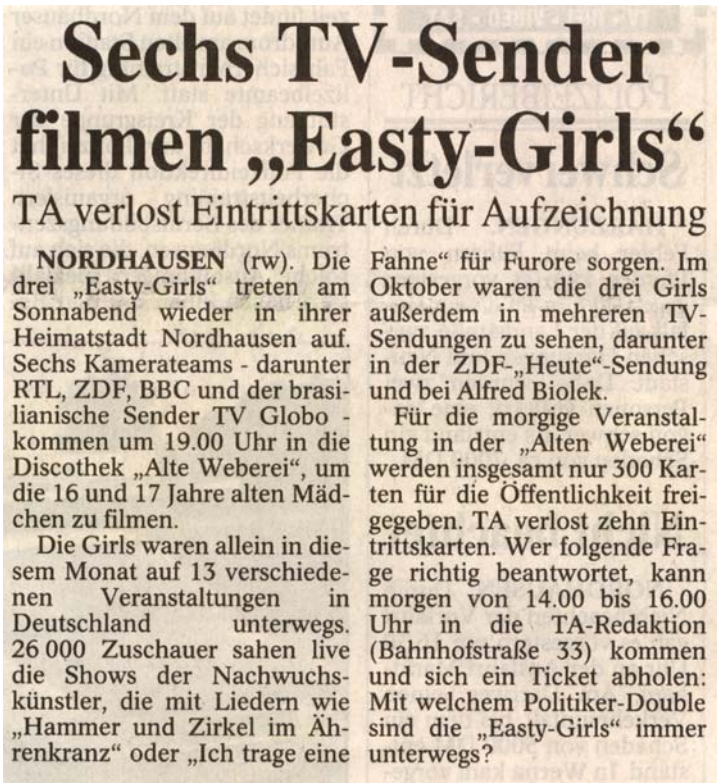 Sechs TV-Sender
filmen „Easty-Girls“
TA verlost Eintrittskarten für Aufzeichnung
NORDHAUSEN (rw). Die
drei „Easty-Girls“ treten am
Sonnabend wieder in ihrer
Heimatstadt Nordhausen auf.
Sechs Kamerateams - darunter
RTL, ZDF, BBC und der brasi-
lianische Sender TV Globo -
kommen um 19.00 Uhr in die
Discothek „Alte Weberei“, um
die 16 und 17 Jahre alten Mäd-
chen zu filmen.
Die Girls waren allein in die-
sem Monat auf 13 verschiede-
nen Veranstaltungen in
Deutschland unterwegs.
26 000 Zuschauer sahen live
die Shows der Nachwuchs-
künstler, die mit Liedern wie
„Hammer und Zirkel im Äh-
renkranz“ oder „Ich trage eine
Fahne“ für Furore sorgen. Im
Oktober waren die drei Girls
außerdem in mehreren TV-
Sendungen zu sehen, darunter
in der ZDF-„Heute“-Sendung
und bei Alfred Biolek.
Für die morgige Veranstal-
tung in der „Alten Weberei“
werden insgesamt nur 300 Kar-
ten für die Öffentlichkeit frei-
gegeben. TA verlost zehn Ein-
trittskarten. Wer folgende Fra-
ge richtig beantwortet, kann
morgen von 14.00 bis 16.00
Uhr in die TA-Redaktion
(Bahnhofstraße 33) kommen
und sich ein Ticket abholen:
Mit welchem Politiker-Double
sind die „Easty-Girls“ immer
unterwegs?